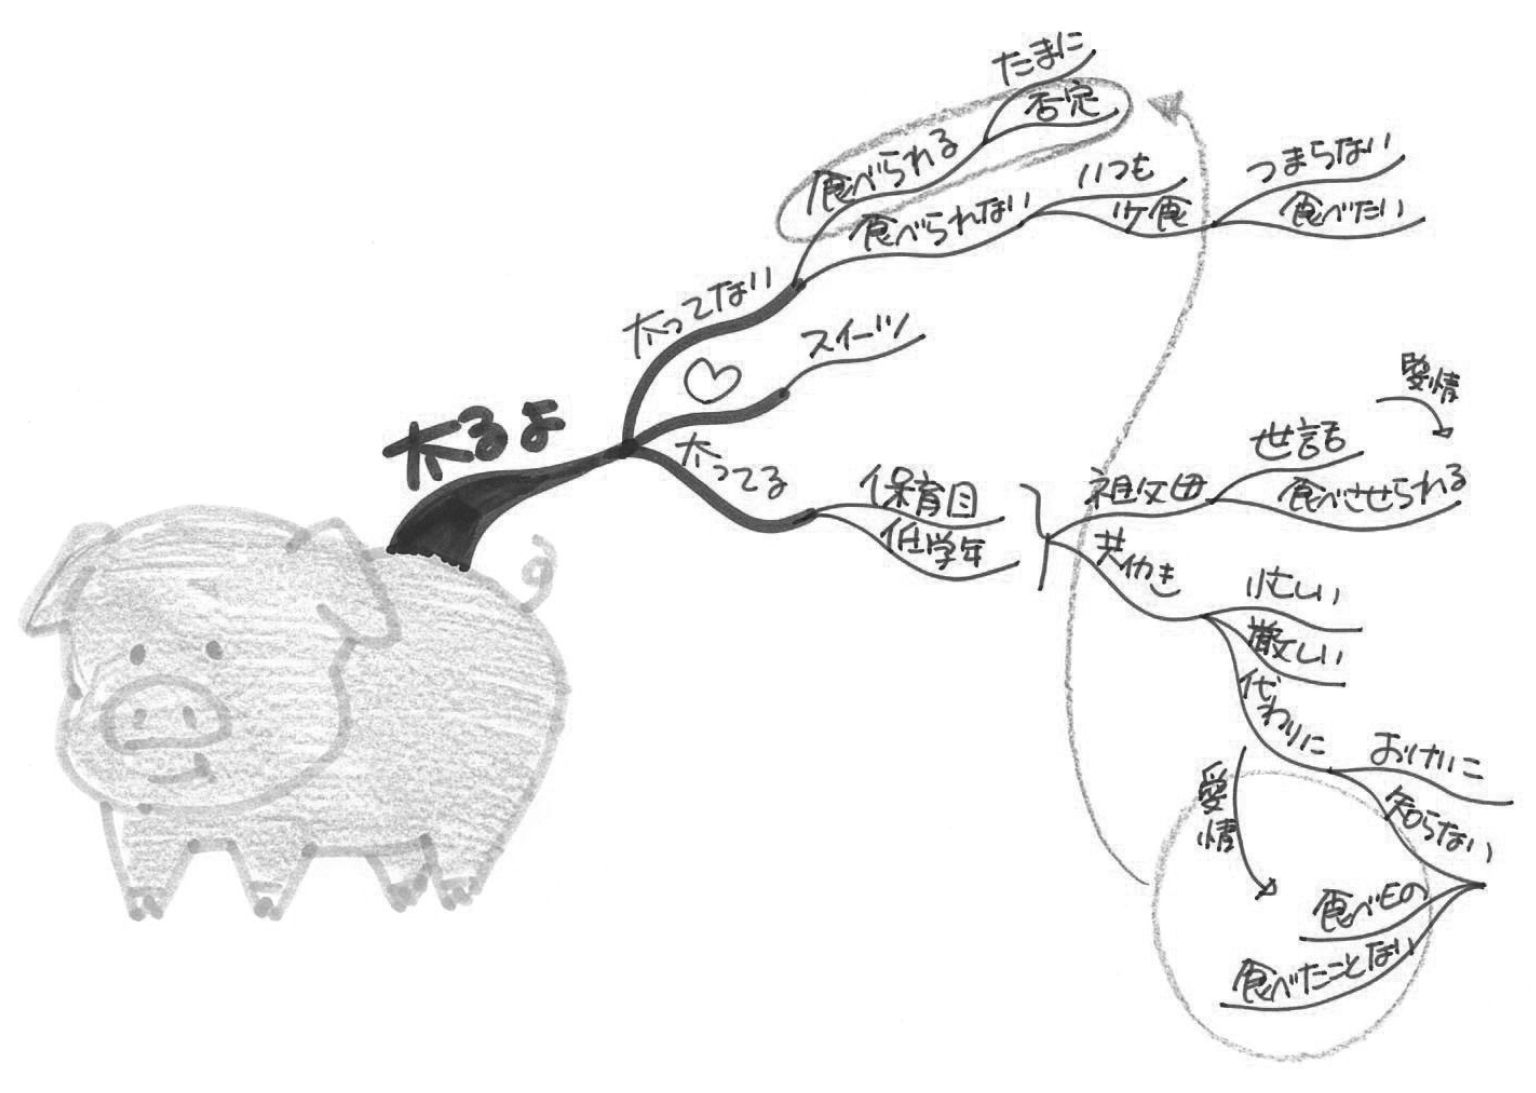 太るよ
太ってない
食べられる
たまに
否定
食べられない
いつも
少食
つまらない
食べたい
スイーツ
太ってる
保育園
低学年
祖父母
世話
食べさせられる
愛情
共働き
忙しい
厳しい
代わりに
おけいこ
知らない
食べもの
食べたことない
愛情